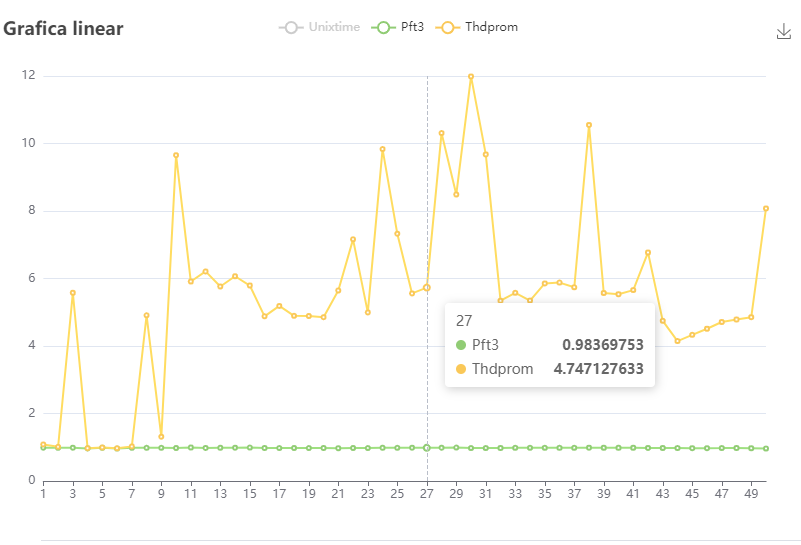 Grafica linear
Unixtime Pft3 Thdprom
12
10
8
6
4
2
0
27
Pft3 0.98369753
Thdprom 4.747127633
1 3 5 7 9 11 13 15 17 19 21 23 25 27 29 31 33 35 37 39 41 43 45 47 49